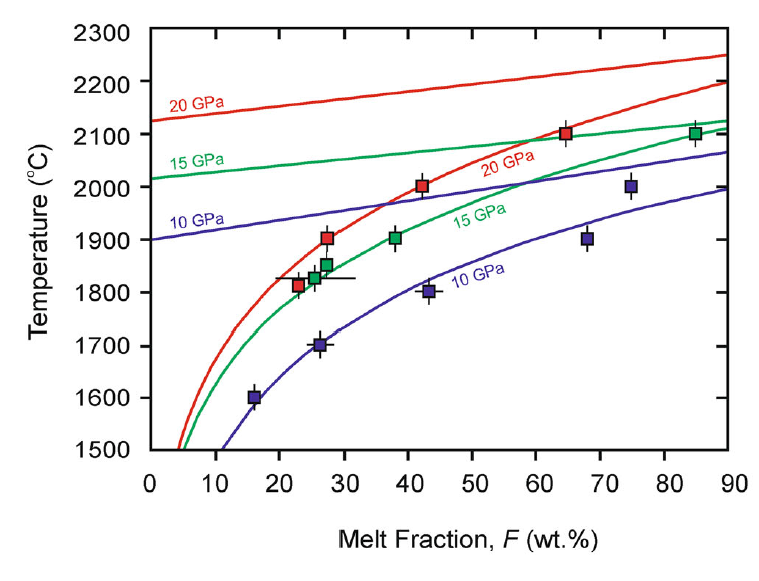 2300
2200
2100
2000
1900
1800
1700
1600
1500
Temperature (°C)
20 GPa
15 GPa
10 GPa
20 GPa
15 GPa
10 GPa
0 10 20 30 40 50 60 70 80 90
Melt Fraction, F (wt.%)